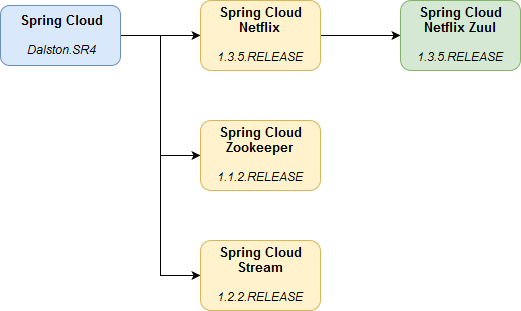 Spring Cloud
Dalston.SR4
Spring Cloud
Netflix
1.3.5.RELEASE
Spring Cloud
Netflix Zuul
1.3.5.RELEASE
Spring Cloud
Zookeeper
1.1.2.RELEASE
Spring Cloud
Stream
1.2.2.RELEASE